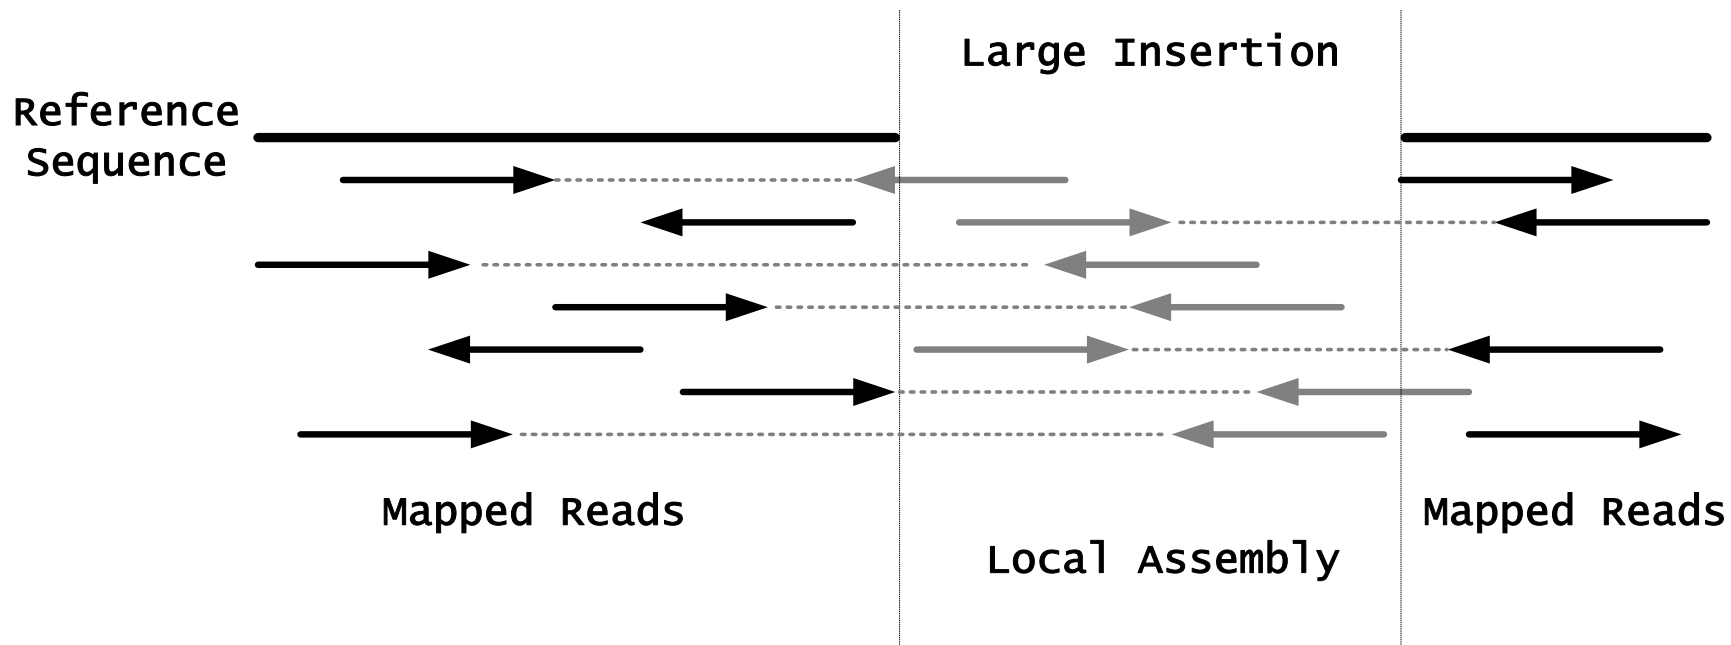 Large Insertion
Reference
Sequence
Mapped Reads
Mapped Reads
Local Assembly